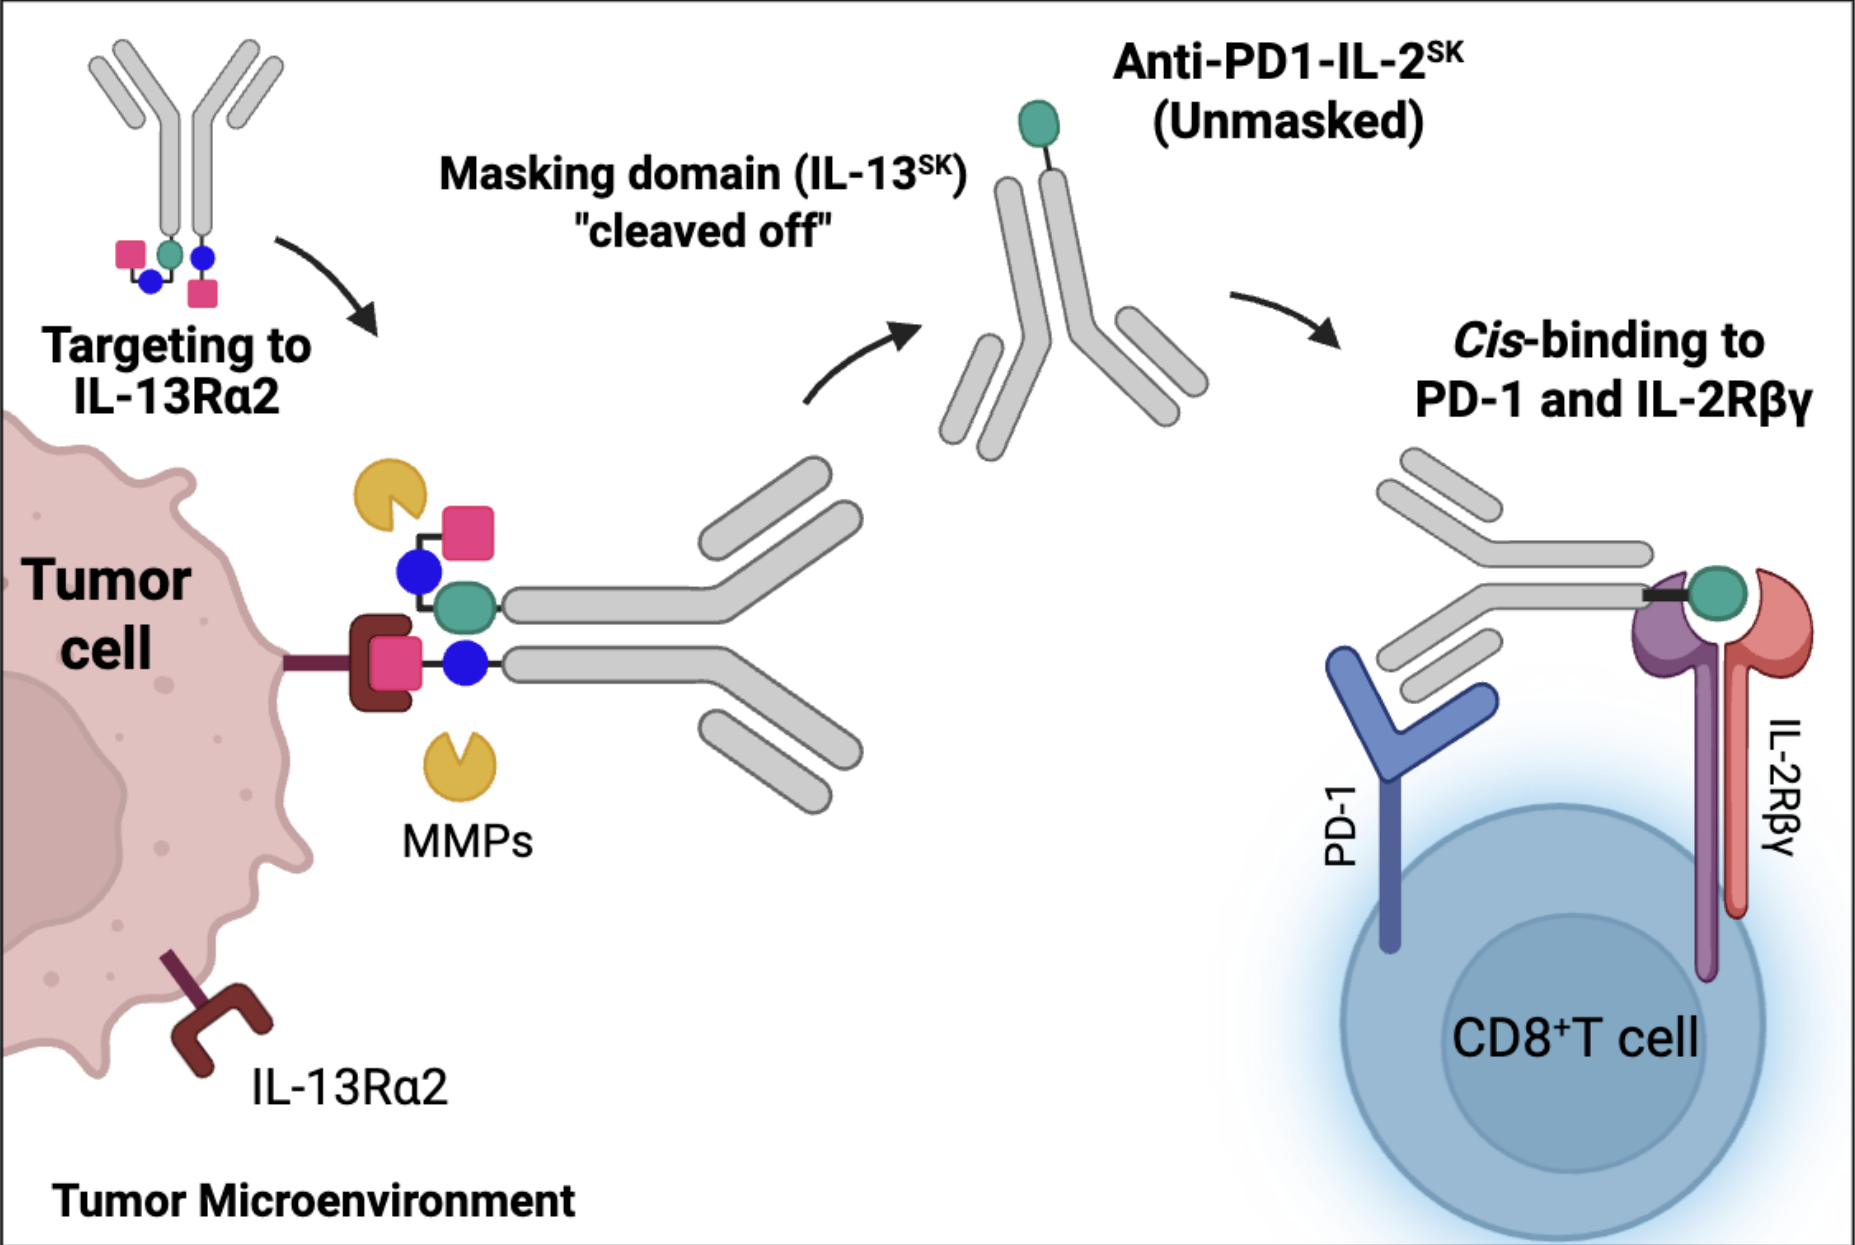 Targeting to
IL-13Rα2
Masking domain (IL-13ˢᴷ)
"cleaved off"
Anti-PD1-IL-2ˢᴷ
(Unmasked)
Cis-binding to
PD-1 and IL-2Rβγ
Tumor
cell
MMPs
IL-13Rα2
PD-1
IL-2Rβγ
CD8⁺T cell
Tumor Microenvironment